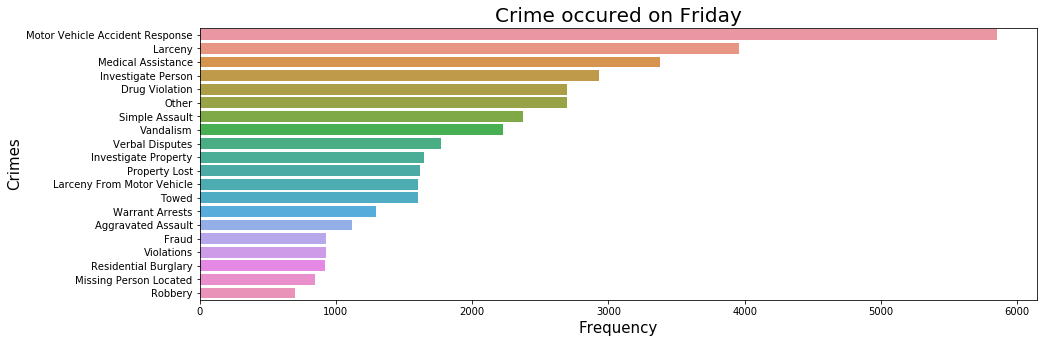 Crime occured on Friday
Crimes
Motor Vehicle Accident Response
Larceny
Medical Assistance
Investigate Person
Drug Violation
Other
Simple Assault
Vandalism
Verbal Disputes
Investigate Property
Property Lost
Larceny From Motor Vehicle
Towed
Warrant Arrests
Aggravated Assault
Fraud
Violations
Residential Burglary
Missing Person Located
Robbery
0 1000 2000 3000 4000 5000 6000
Frequency